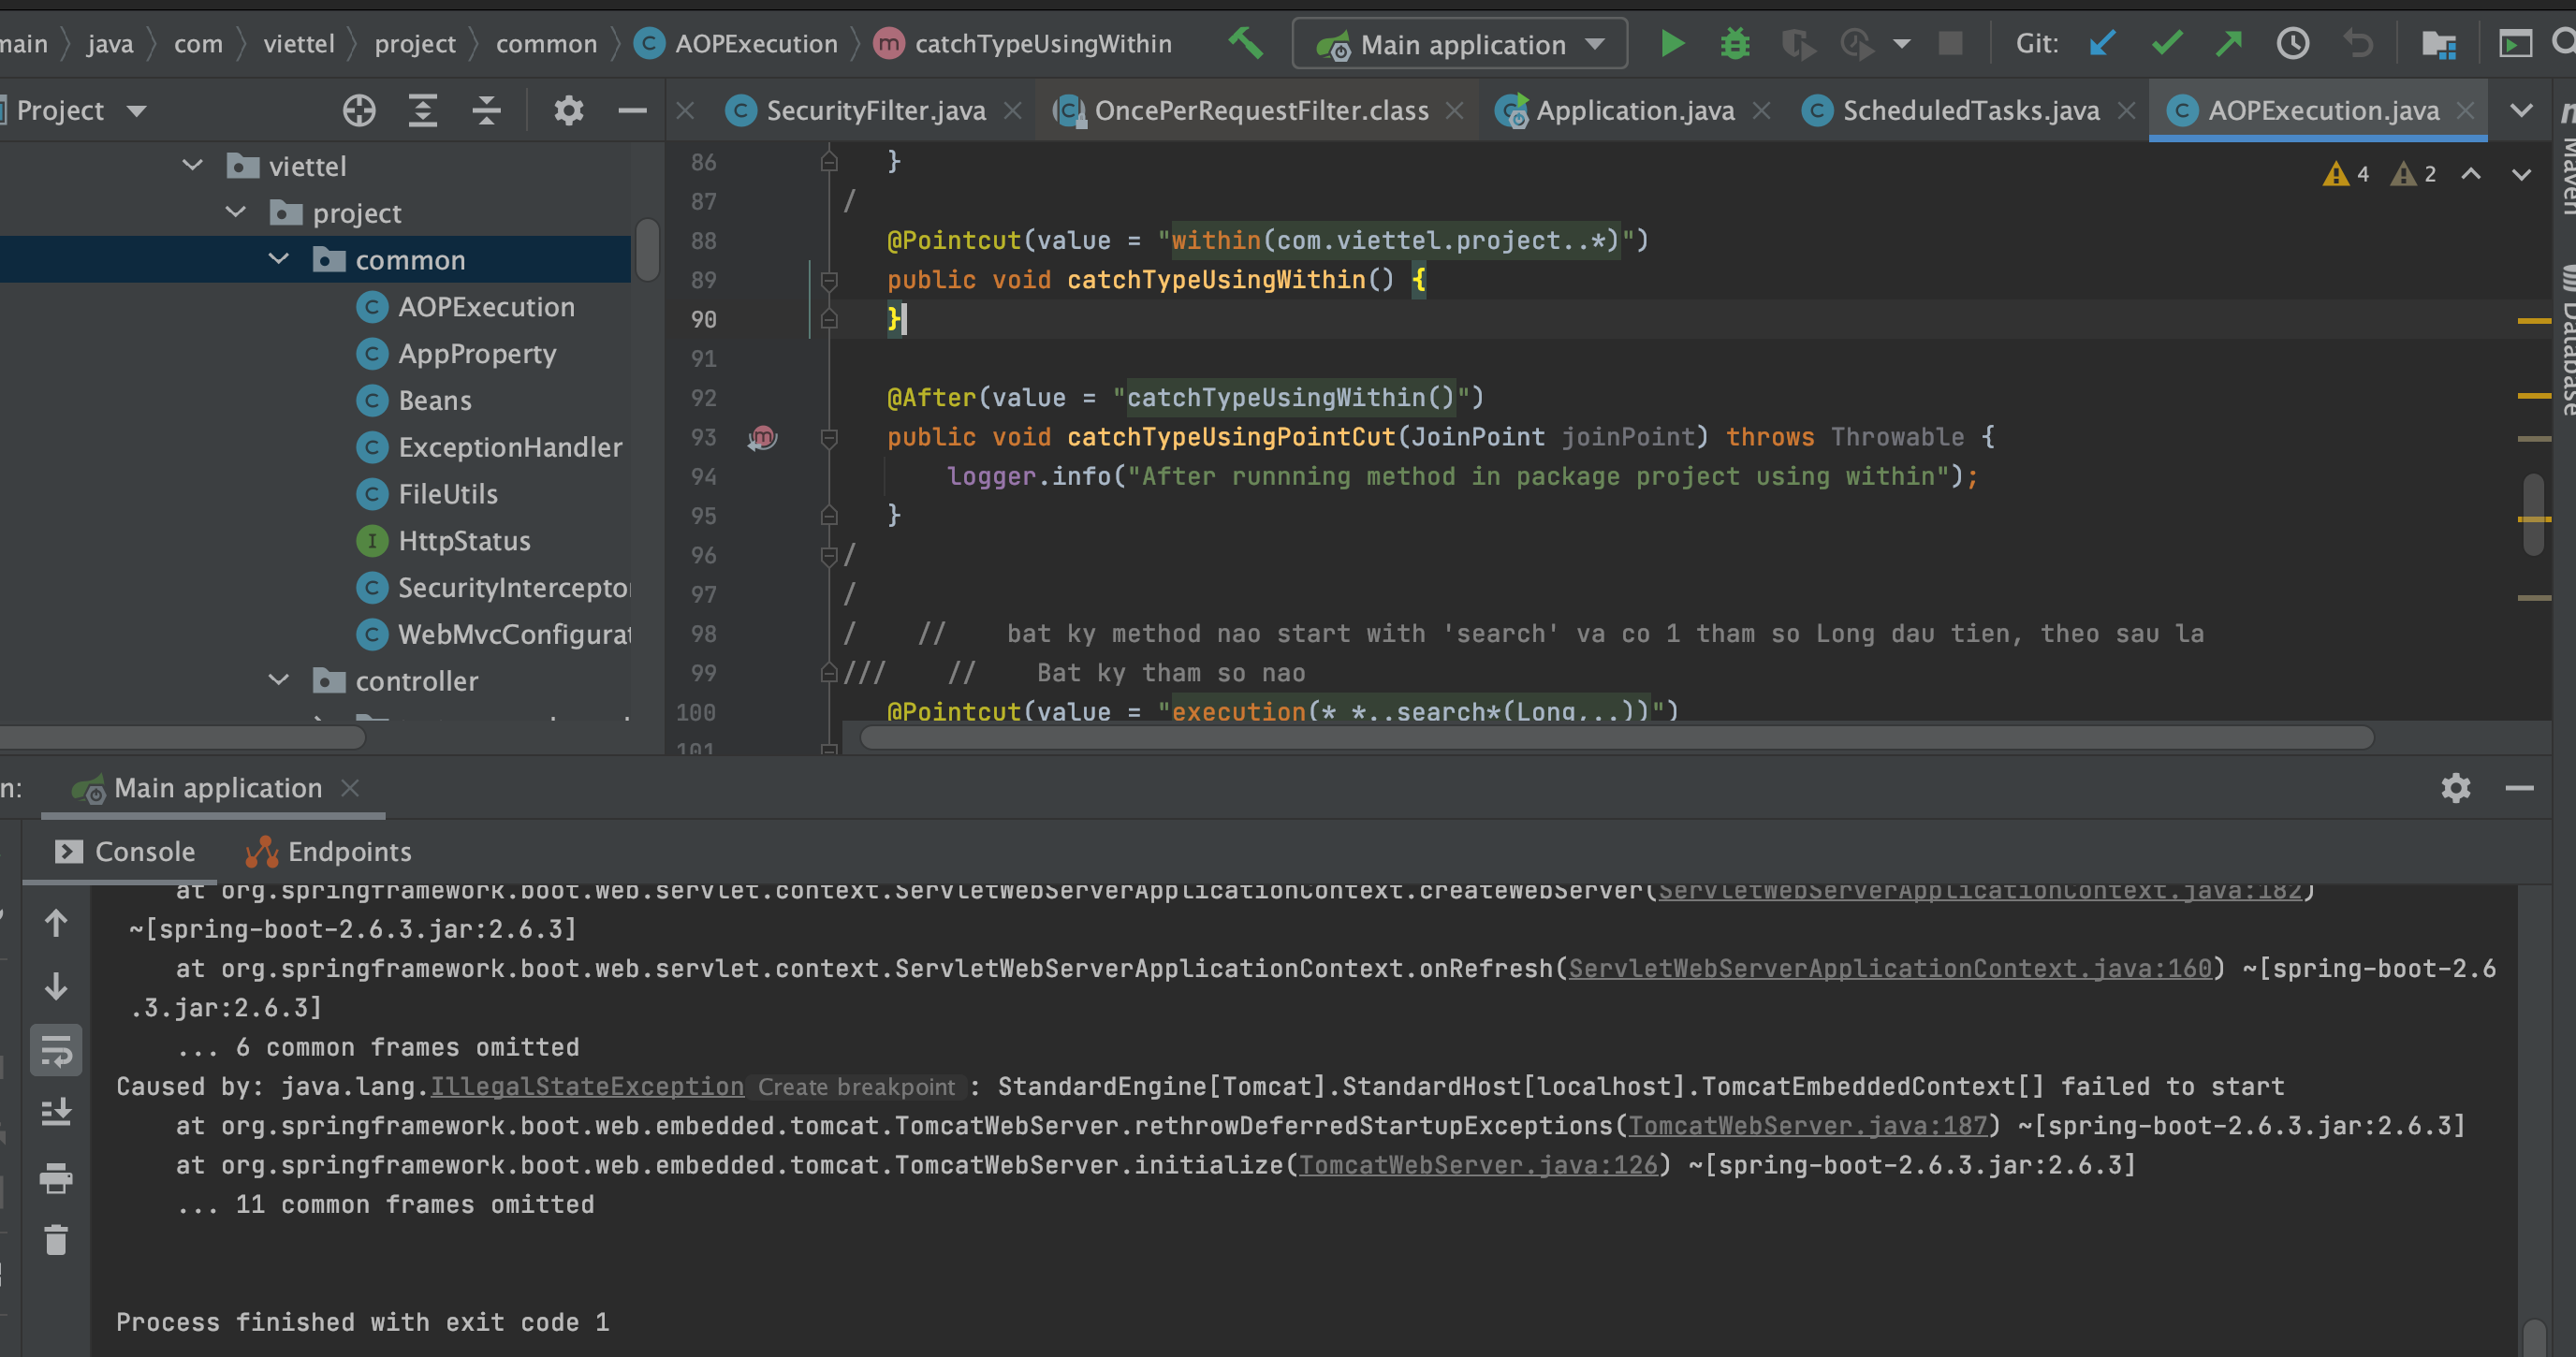 main java com viettel project common AOPExecution catchTypeUsingWithin Main application Git:
Project SecurityFilter.java OncePerRequestFilter.class Application.java ScheduledTasks.java AOPExecution.java
viettel
project
common
AOPExecution
AppProperty
Beans
ExceptionHandler
FileUtils
HttpStatus
SecurityInterceptor
WebMvcConfigurat
controller
4 2
86 }
87 /
88 @Pointcut(value = "within(com.viettel.project..*)")
89 public void catchTypeUsingWithin() {
90 }
91
92 @After(value = "catchTypeUsingWithin()")
93 public void catchTypeUsingPointCut(JoinPoint joinPoint) throws Throwable {
94 logger.info("After runnning method in package project using within");
95 }
96 /
97 /
98 / // bat ky method nao start with 'search' va co 1 tham so Long dau tien, theo sau la
99 /// // Bat ky tham so nao
100 @Pointcut(value = "execution(* *..search*(Long,..))")
101
Maven
Database
n: Main application
Console Endpoints
at org.springframework.boot.web.servlet.context.ServletWebServerApplicationContext.createWebServer(ServletWebServerApplicationContext.java:182)
~[spring-boot-2.6.3.jar:2.6.3]
at org.springframework.boot.web.servlet.context.ServletWebServerApplicationContext.onRefresh(ServletWebServerApplicationContext.java:160) ~[spring-boot-2.6
.3.jar:2.6.3]
... 6 common frames omitted
Caused by: java.lang.IllegalStateException Create breakpoint : StandardEngine[Tomcat].StandardHost[localhost].TomcatEmbeddedContext[] failed to start
at org.springframework.boot.web.embedded.tomcat.TomcatWebServer.rethrowDeferredStartupExceptions(TomcatWebServer.java:187) ~[spring-boot-2.6.3.jar:2.6.3]
at org.springframework.boot.web.embedded.tomcat.TomcatWebServer.initialize(TomcatWebServer.java:126) ~[spring-boot-2.6.3.jar:2.6.3]
... 11 common frames omitted
Process finished with exit code 1